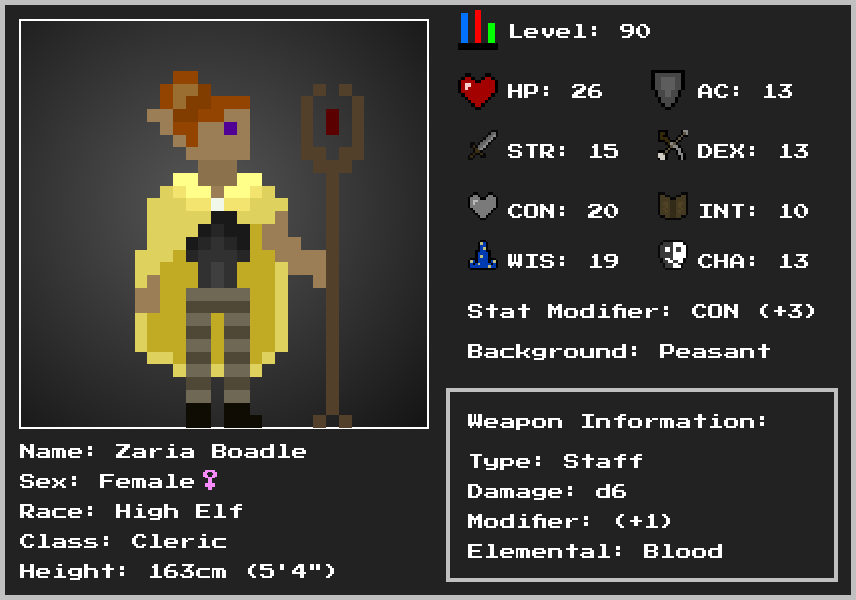 Level: 90
HP: 26
AC: 13
STR: 15
DEX: 13
CON: 20
INT: 10
WIS: 19
CHA: 13
Stat Modifier: CON (+3)
Background: Peasant
Weapon Information:
Type: Staff
Damage: d6
Modifier: (+1)
Elemental: Blood
Name: Zaria Boadle
Sex: Female♀
Race: High Elf
Class: Cleric
Height: 163cm (5'4")